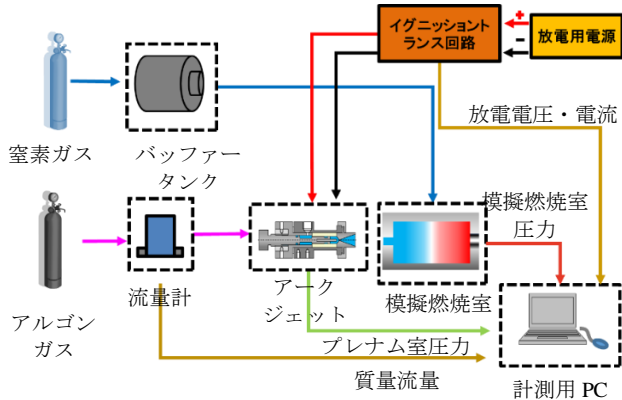 イグニッショント
ランス回路
+
-
放電用電源
窒素ガス
バッファー
タンク
放電電圧・電流
模擬燃焼室
圧力
アルゴン
ガス
流量計
アーク
ジェット
模擬燃焼室
プレナム室圧力
質量流量
計測用 PC